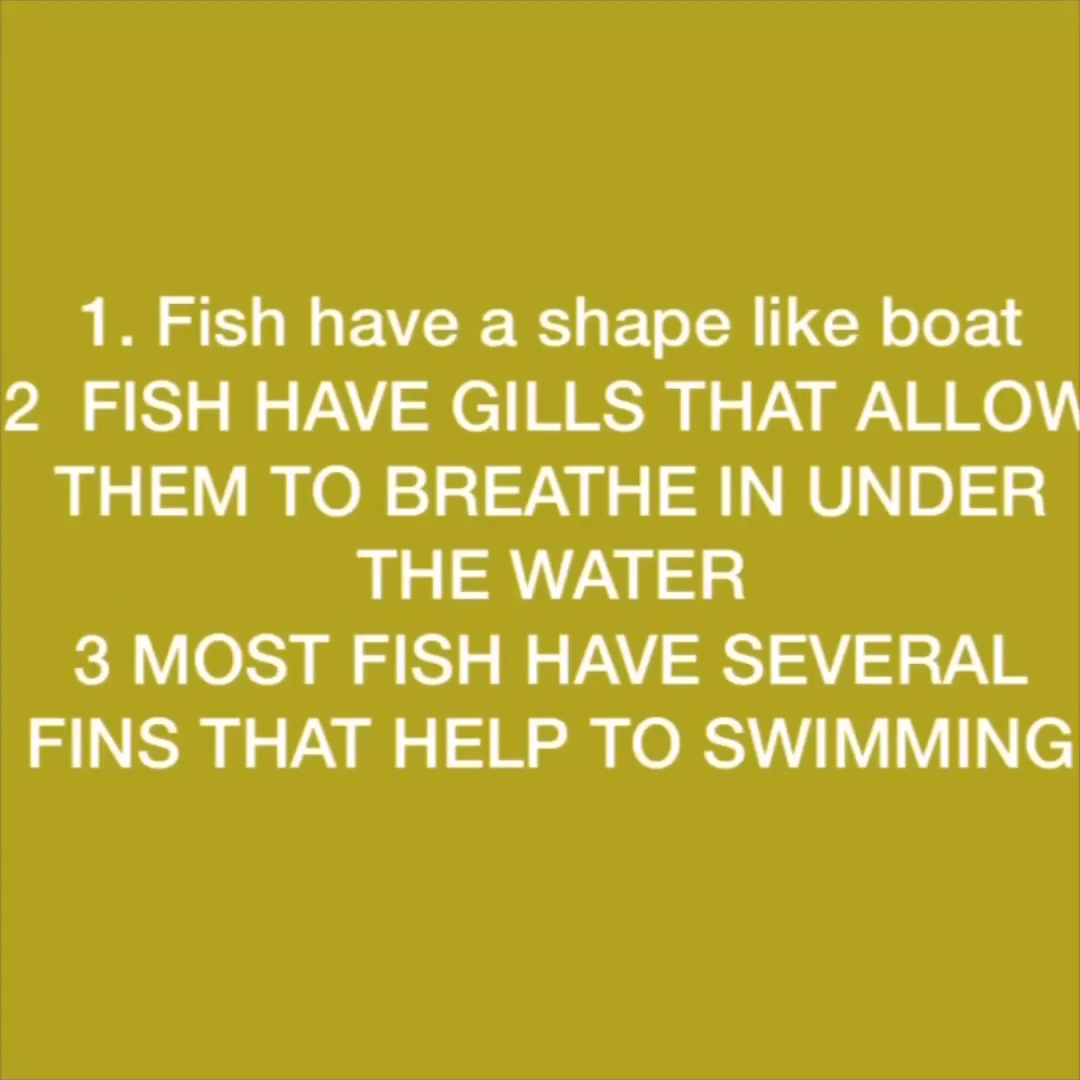 1. Fish have a shape like boat
2 FISH HAVE GILLS THAT ALLOW
THEM TO BREATHE IN UNDER
THE WATER
3 MOST FISH HAVE SEVERAL
FINS THAT HELP TO SWIMMING